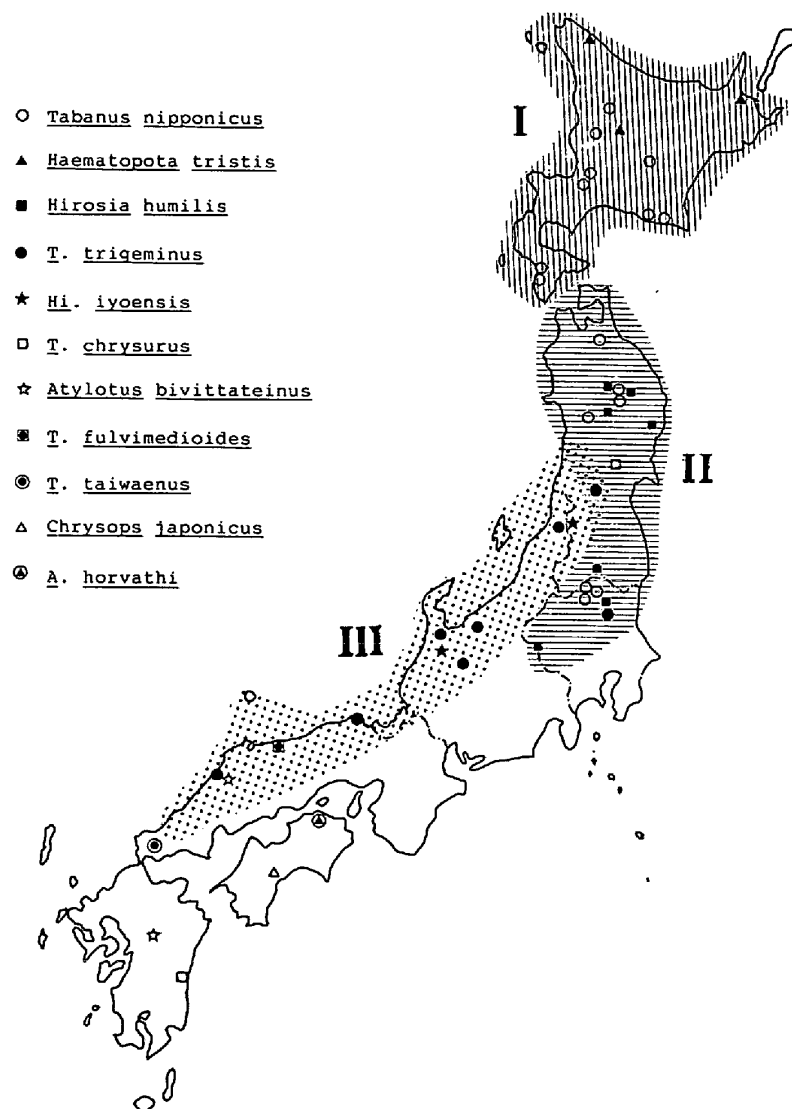 Tabanus nipponicus
Haematopota tristis
Hirosia humilis
T. trigeminus
Hi. iyoensis
T. chrysurus
Atylotus bivittateinus
T. fulvimedioides
T. taiwaenus
Chrysops japonicus
A. horvathi
I
II
III